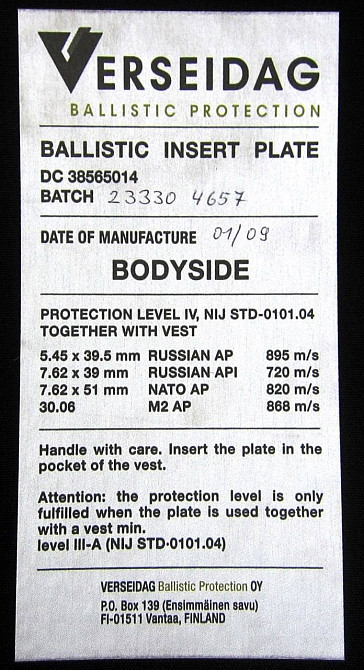 VERSEIDAG
BALLISTIC PROTECTION
BALLISTIC INSERT PLATE
DC 38565014
BATCH 23330 4657
DATE OF MANUFACTURE 01/09
BODYSIDE
PROTECTION LEVEL IV, NIJ STD-0101.04
TOGETHER WITH VEST
5.45 x 39.5 mm RUSSIAN AP 895 m/s
7.62 x 39 mm RUSSIAN API 720 m/s
7.62 x 51 mm NATO AP 820 m/s
30.06 M2 AP 868 m/s
Handle with care. Insert the plate in the
pocket of the vest.
Attention: the protection level is only
fulfilled when the plate is used together
with a vest min.
level III-A (NIJ STD-0101.04)
VERSEIDAG Ballistic Protection OY
P.O. Box 139 (Ensimmäinen savu)
FI-01511 Vantaa, FINLAND